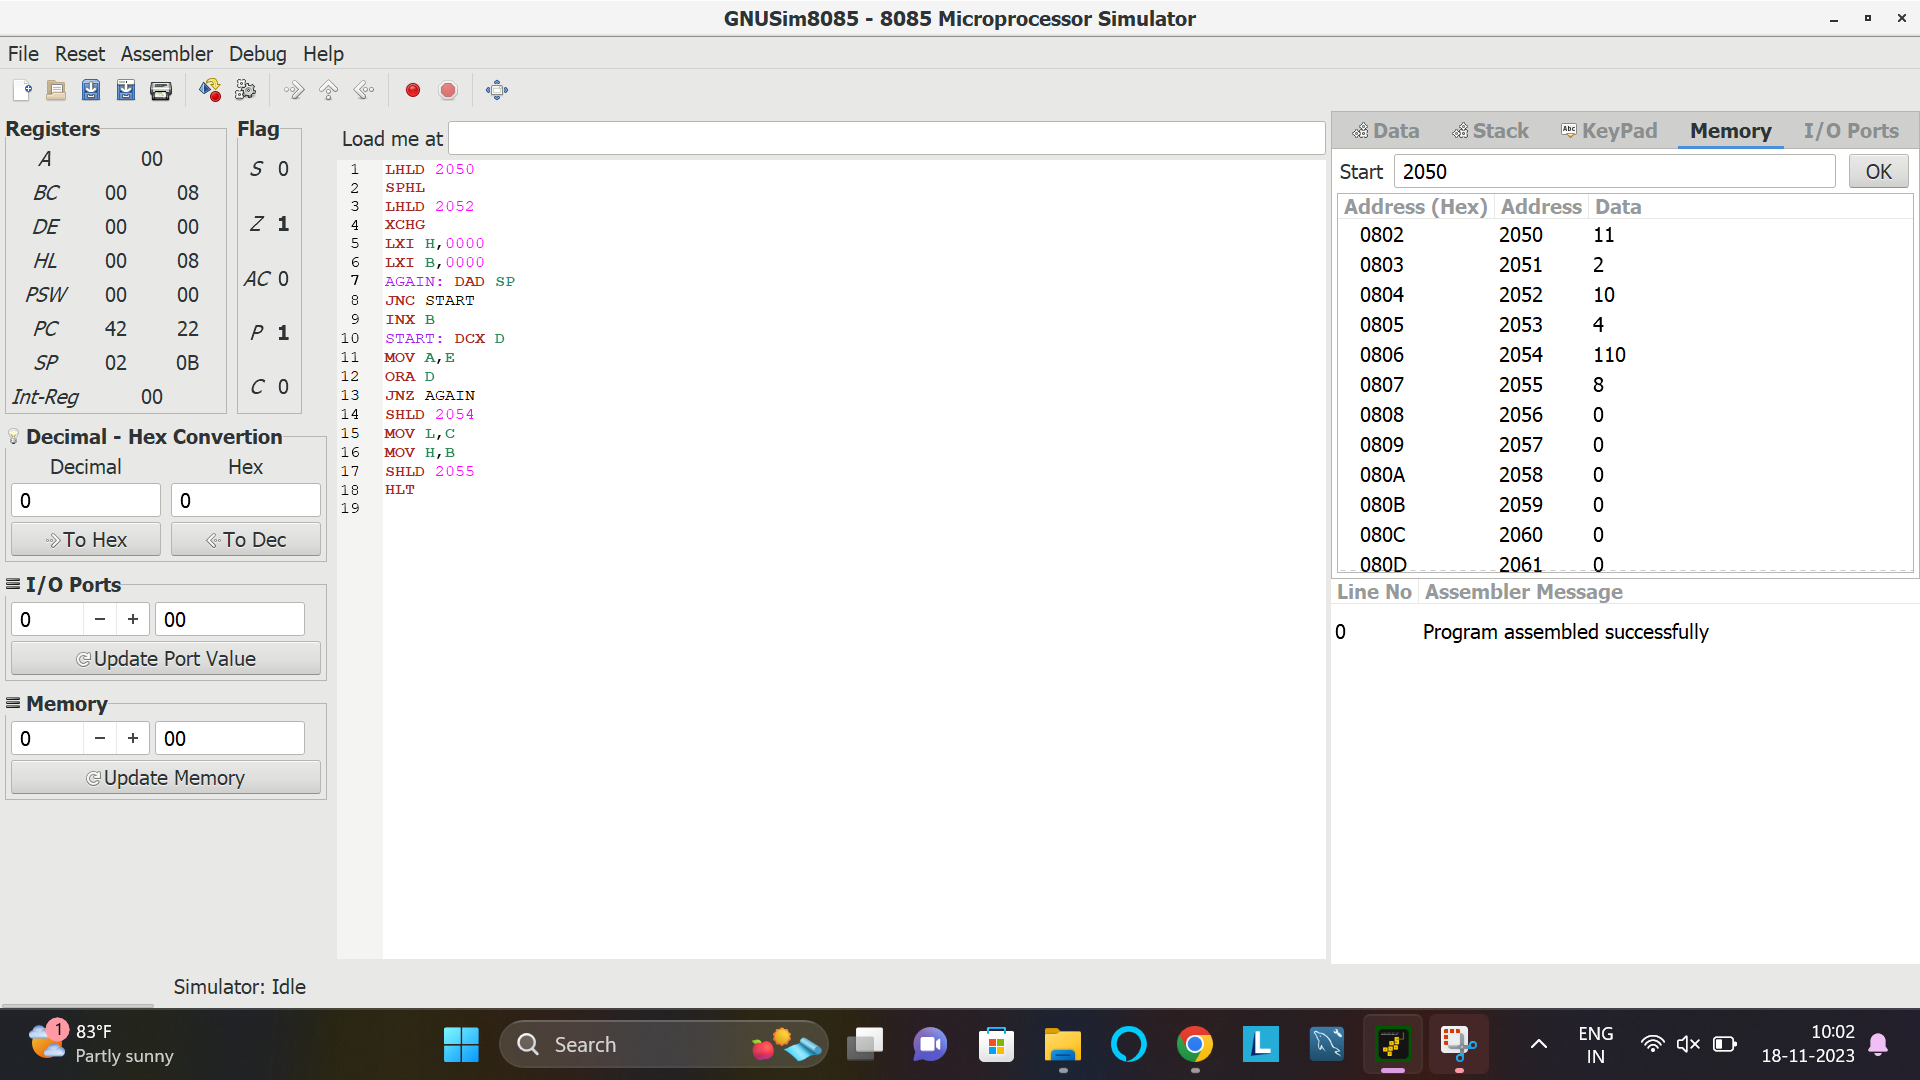 GNUSim8085 - 8085 Microprocessor Simulator
File Reset Assembler Debug Help
Registers
A 00
BC 00 08
DE 00 00
HL 00 08
PSW 00 00
PC 42 22
SP 02 0B
Int-Reg 00
Flag
S 0
Z 1
AC 0
P 1
C 0
Decimal - Hex Convertion
Decimal Hex
0 0
To Hex To Dec
I/O Ports
0 − + 00
Update Port Value
Memory
0 − + 00
Update Memory
Load me at
1 LHLD 2050
2 SPHL
3 LHLD 2052
4 XCHG
5 LXI H,0000
6 LXI B,0000
7 AGAIN: DAD SP
8 JNC START
9 INX B
10 START: DCX D
11 MOV A,E
12 ORA D
13 JNZ AGAIN
14 SHLD 2054
15 MOV L,C
16 MOV H,B
17 SHLD 2055
18 HLT
19
Data Stack Abc KeyPad Memory I/O Ports
Start 2050 OK
Address (Hex) Address Data
0802 2050 11
0803 2051 2
0804 2052 10
0805 2053 4
0806 2054 110
0807 2055 8
0808 2056 0
0809 2057 0
080A 2058 0
080B 2059 0
080C 2060 0
080D 2061 0
Line No Assembler Message
0 Program assembled successfully
Simulator: Idle
1 83°F
Partly sunny
Search
L
ENG
IN
10:02
18-11-2023